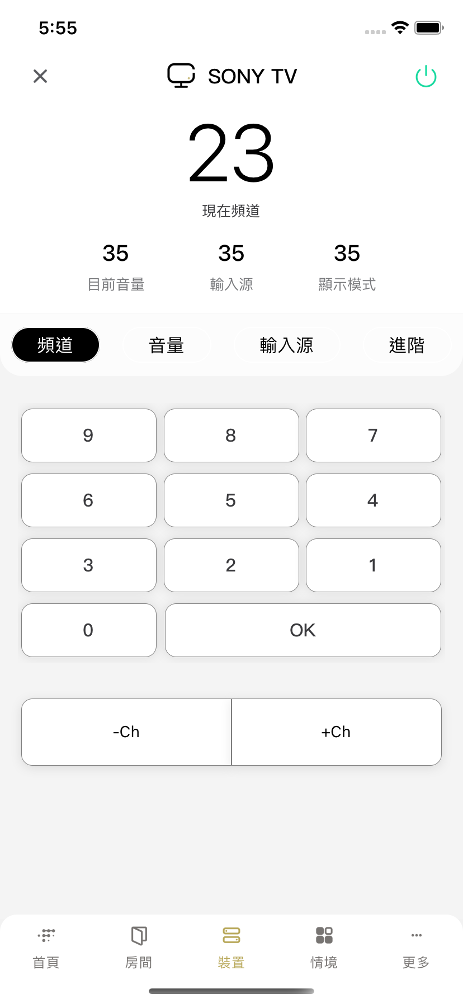 5:55
SONY TV
23
現在頻道
35 35 35
目前音量 輸入源 顯示模式
頻道 音量 輸入源 進階
9 8 7
6 5 4
3 2 1
0 OK
-Ch +Ch
首頁 房間 裝置 情境 更多